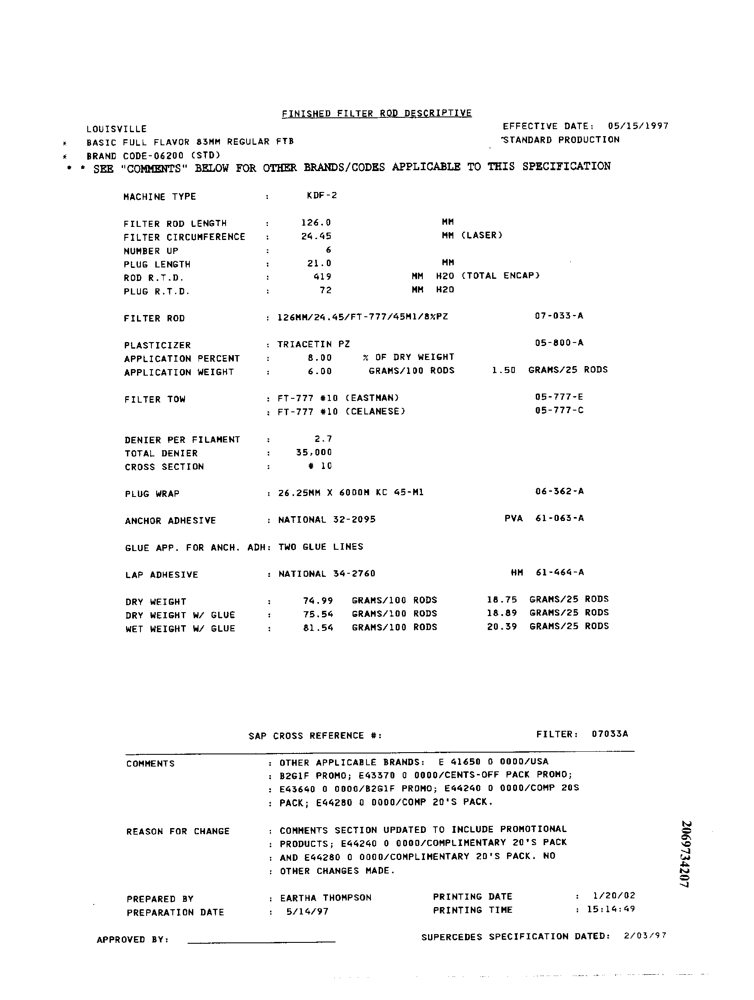 FINISHED FILTER ROD DESCRIPTIVE
LOUISVILLE EFFECTIVE DATE: 05/15/1997
* BASIC FULL FLAVOR 83MM REGULAR FTB STANDARD PRODUCTION
* BRAND CODE-06200 (STD)
* * SEE "COMMENTS" BELOW FOR OTHER BRANDS/CODES APPLICABLE TO THIS SPECIFICATION
MACHINE TYPE : KDF-2
FILTER ROD LENGTH : 126.0 MM
FILTER CIRCUMFERENCE : 24.45 MM (LASER)
NUMBER UP : 6
PLUG LENGTH : 21.0 MM
ROD R.T.D. : 419 MM H2O (TOTAL ENCAP)
PLUG R.T.D. : 72 MM H2O
FILTER ROD : 126MM/24.45/FT-777/45M1/8%PZ 07-033-A
PLASTICIZER : TRIACETIN PZ 05-800-A
APPLICATION PERCENT : 8.00 % OF DRY WEIGHT
APPLICATION WEIGHT : 6.00 GRAMS/100 RODS 1.50 GRAMS/25 RODS
FILTER TOW : FT-777 #10 (EASTMAN) 05-777-E
: FT-777 #10 (CELANESE) 05-777-C
DENIER PER FILAMENT : 2.7
TOTAL DENIER : 35,000
CROSS SECTION : # 10
PLUG WRAP : 26.25MM X 6000M KC 45-M1 06-362-A
ANCHOR ADHESIVE : NATIONAL 32-2095 PVA 61-063-A
GLUE APP. FOR ANCH. ADH: TWO GLUE LINES
LAP ADHESIVE : NATIONAL 34-2760 HM 61-464-A
DRY WEIGHT : 74.99 GRAMS/100 RODS 18.75 GRAMS/25 RODS
DRY WEIGHT W/ GLUE : 75.54 GRAMS/100 RODS 18.89 GRAMS/25 RODS
WET WEIGHT W/ GLUE : 81.54 GRAMS/100 RODS 20.39 GRAMS/25 RODS
SAP CROSS REFERENCE #: FILTER: 07033A
COMMENTS : OTHER APPLICABLE BRANDS: E 41650 0 0000/USA
: B2G1F PROMO; E43370 0 0000/CENTS-OFF PACK PROMO;
: E43640 0 0000/B2G1F PROMO; E44240 0 0000/COMP 20S
: PACK; E44280 0 0000/COMP 20'S PACK.
REASON FOR CHANGE : COMMENTS SECTION UPDATED TO INCLUDE PROMOTIONAL
: PRODUCTS; E44240 0 0000/COMPLIMENTARY 20'S PACK
: AND E44280 0 0000/COMPLIMENTARY 20'S PACK. NO
: OTHER CHANGES MADE.
PREPARED BY : EARTHA THOMPSON PRINTING DATE : 1/20/02
PREPARATION DATE : 5/14/97 PRINTING TIME : 15:14:49
APPROVED BY: SUPERCEDES SPECIFICATION DATED: 2/03/97
2069734207